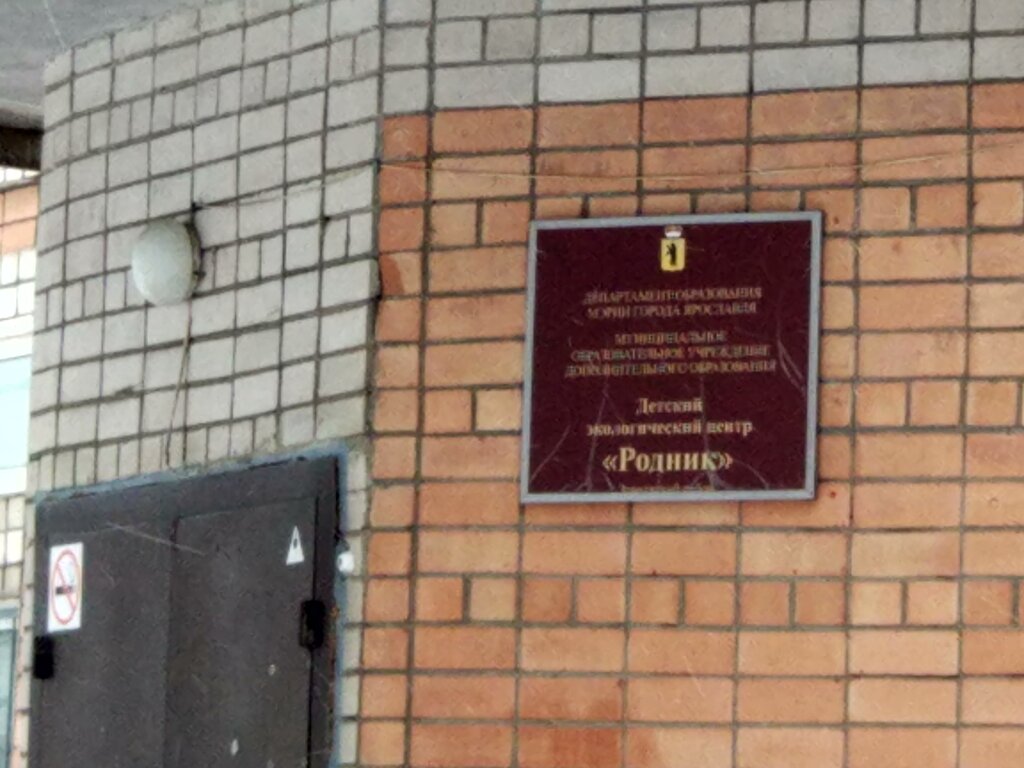 ДЕПАРТАМЕНТ ОБРАЗОВАНИЯ
МЭРИИ ГОРОДА ЯРОСЛАВЛЯ
МУНИЦИПАЛЬНОЕ
ОБРАЗОВАТЕЛЬНОЕ УЧРЕЖДЕНИЕ
ДОПОЛНИТЕЛЬНОГО ОБРАЗОВАНИЯ
Детский
экологический центр
«Родник»